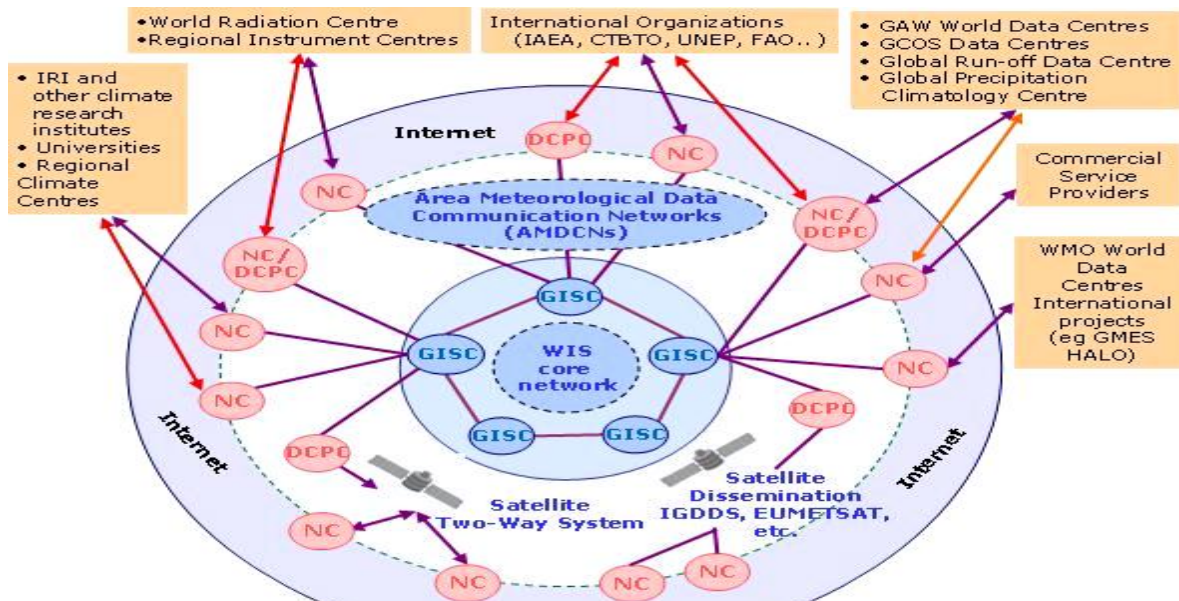 •World Radiation Centre
•Regional Instrument Centres
International Organizations
(IAEA, CTBTO, UNEP, FAO.. )
• GAW World Data Centres
• GCOS Data Centres
• Global Run-off Data Centre
• Global Precipitation
Climatology Centre
• IRI and
other climate
research
institutes
• Universities
• Regional
Climate
Centres
Commercial
Service
Providers
WMO World
Data
Centres
International
projects
(eg GMES
HALO)
Internet
DCPC
NC
NC
Area Meteorological Data
Communication Networks
(AMDCNs)
NC/
DCPC
NC/
DCPC
NC
GISC
NC
GISC
WIS
core
network
GISC
NC
NC
DCPC
GISC
GISC
DCPC
Internet
Internet
Satellite
Two-Way System
Satellite
Dissemination
IGDDS, EUMETSAT,
etc.
NC
NC
NC
NC